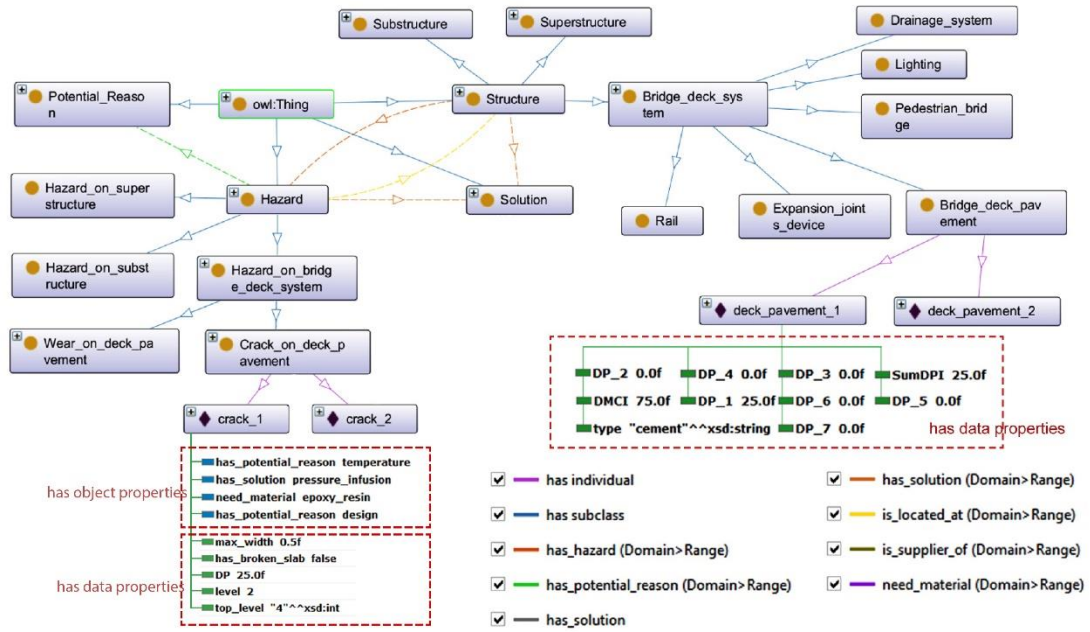 Substructure
Superstructure
Drainage_system
Lighting
Potential_Reaso
n
owl:Thing
Structure
Bridge_deck_sy
stem
Pedestrian_brid
ge
Hazard_on_super
structure
Hazard
Solution
Rail
Expansion_joint
s_device
Bridge_deck_pav
ement
Hazard_on_subst
ructure
Hazard_on_bridg
e_deck_system
deck_pavement_1
deck_pavement_2
Wear_on_deck_pa
vement
Crack_on_deck_p
avement
DP_2 0.0f
DP_4 0.0f
DP_3 0.0f
SumDPI 25.0f
DMCI 75.0f
DP_1 25.0f
DP_6 0.0f
DP_5 0.0f
type "cement"^^xsd:string
DP_7 0.0f
has data properties
crack_1
crack_2
has object properties
has_potential_reason temperature
has_solution pressure_infusion
need_material epoxy_resin
has_potential_reason design
has data properties
max_width 0.5f
has_broken_slab false
DP 25.0f
level 2
top_level "4"^^xsd:int
has individual
has subclass
has_hazard (Domain>Range)
has_potential_reason (Domain>Range)
has_solution
has_solution (Domain>Range)
is_located_at (Domain>Range)
is_supplier_of (Domain>Range)
need_material (Domain>Range)